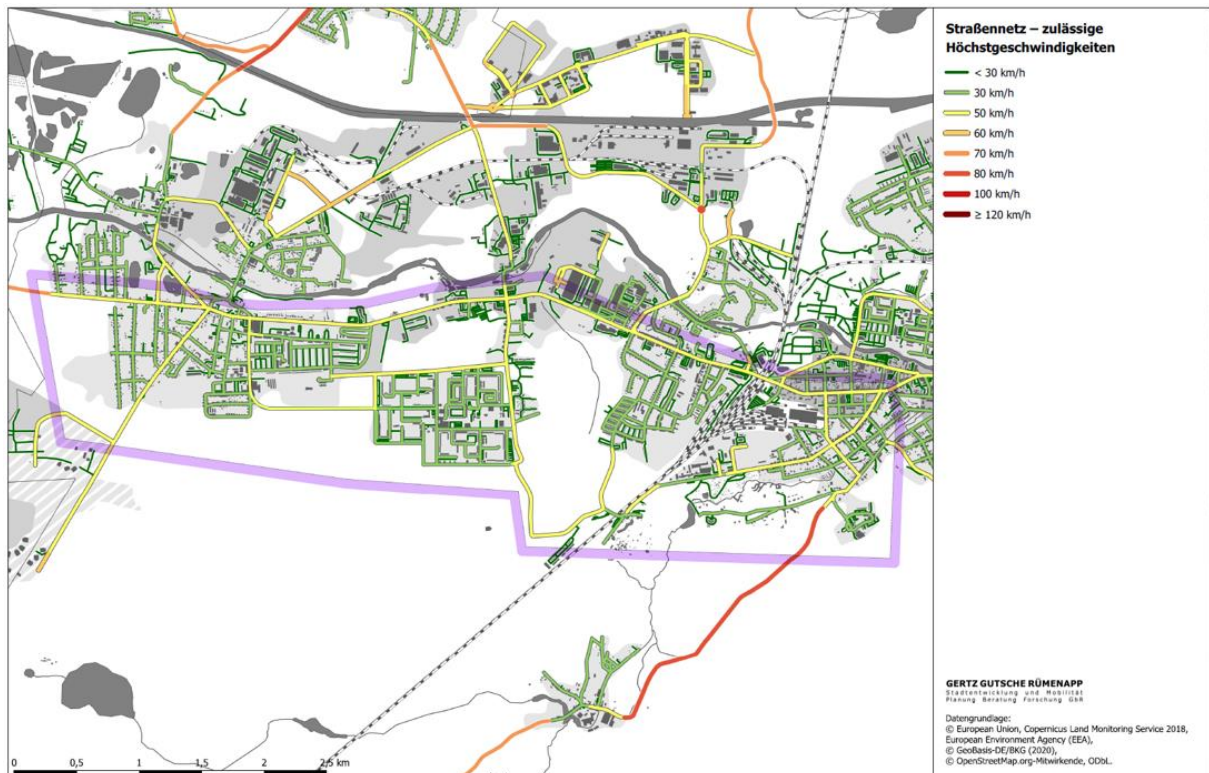 Straßennetz – zulässige
Höchstgeschwindigkeiten
< 30 km/h
30 km/h
50 km/h
60 km/h
70 km/h
80 km/h
100 km/h
≥ 120 km/h
GERTZ GUTSCHE RÜMENAPP
Stadtentwicklung und Mobilität
Planung Beratung Forschung GbR
Datengrundlage:
© European Union, Copernicus Land Monitoring Service 2018,
European Environment Agency (EEA),
© GeoBasis-DE/BKG (2020),
© OpenStreetMap.org-Mitwirkende, ODbL.
0 0,5 1 1,5 2 2,5 km